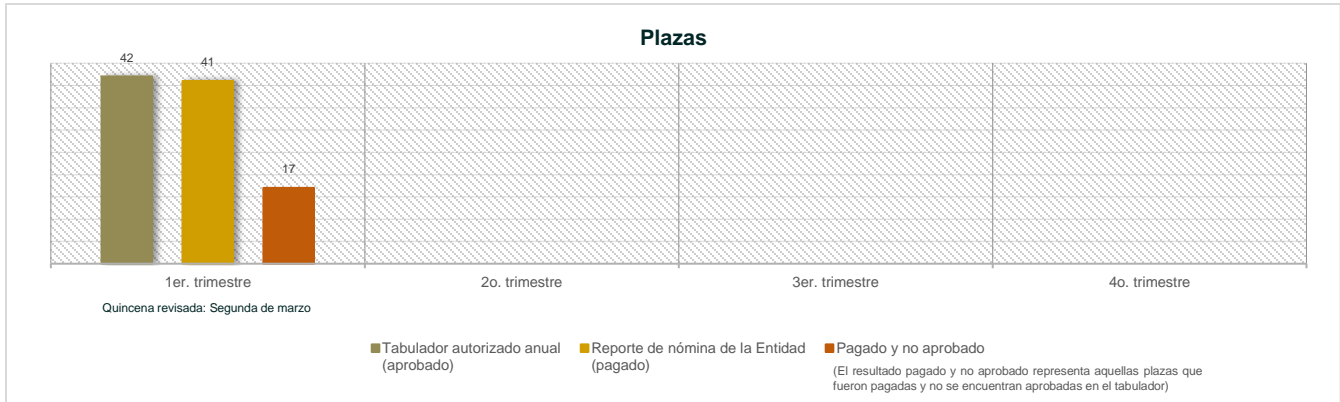 Plazas
42
41
17
1er. trimestre
2o. trimestre
3er. trimestre
4o. trimestre
Quincena revisada: Segunda de marzo
Tabulador autorizado anual
(aprobado)
Reporte de nómina de la Entidad
(pagado)
Pagado y no aprobado
(El resultado pagado y no aprobado representa aquellas plazas que
fueron pagadas y no se encuentran aprobadas en el tabulador)